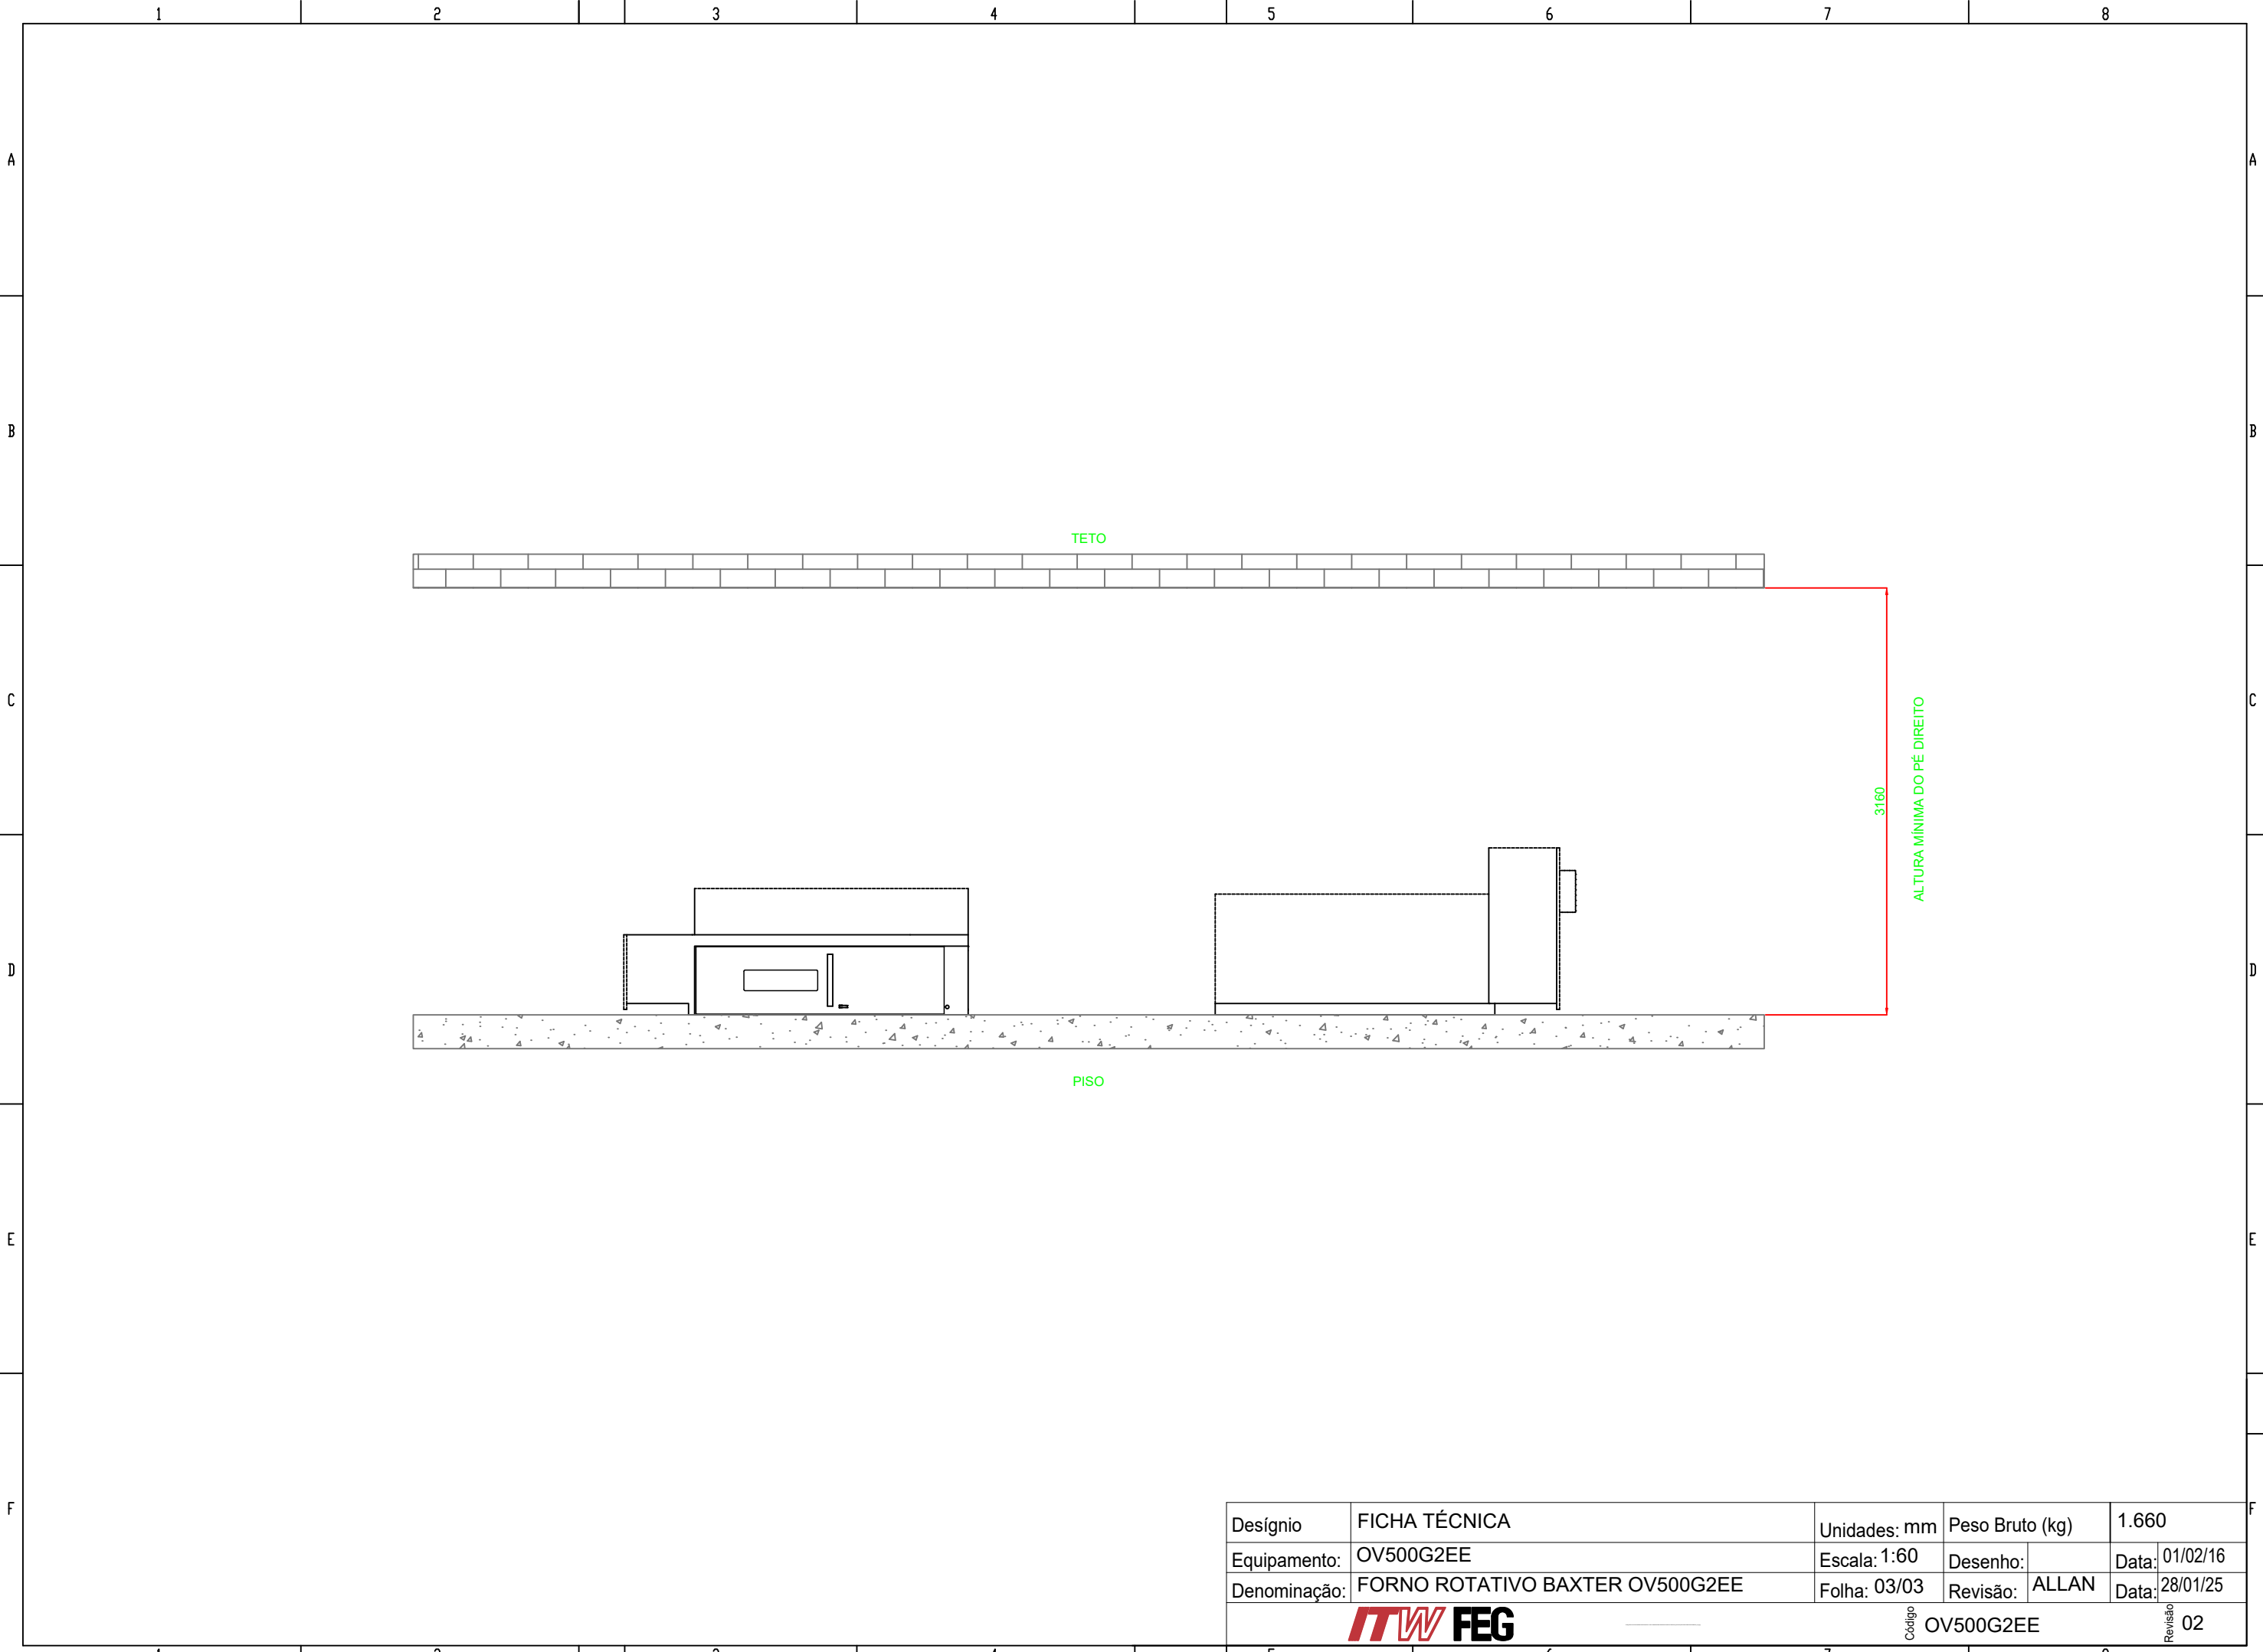 1 2 3 4 5 6 7 8
A A
B B
TETO
C C
ALTURA MÍNIMA DO PÉ DIREITO
3160
D D
PISO
E E
F F
Desígnio FICHA TÉCNICA Unidades: mm Peso Bruto (kg) 1.660
Equipamento: OV500G2EE Escala: 1:60 Desenho: Data: 01/02/16
Denominação: FORNO ROTATIVO BAXTER OV500G2EE Folha: 03/03 Revisão: ALLAN Data: 28/01/25
ITW FEG Código OV500G2EE Revisão 02